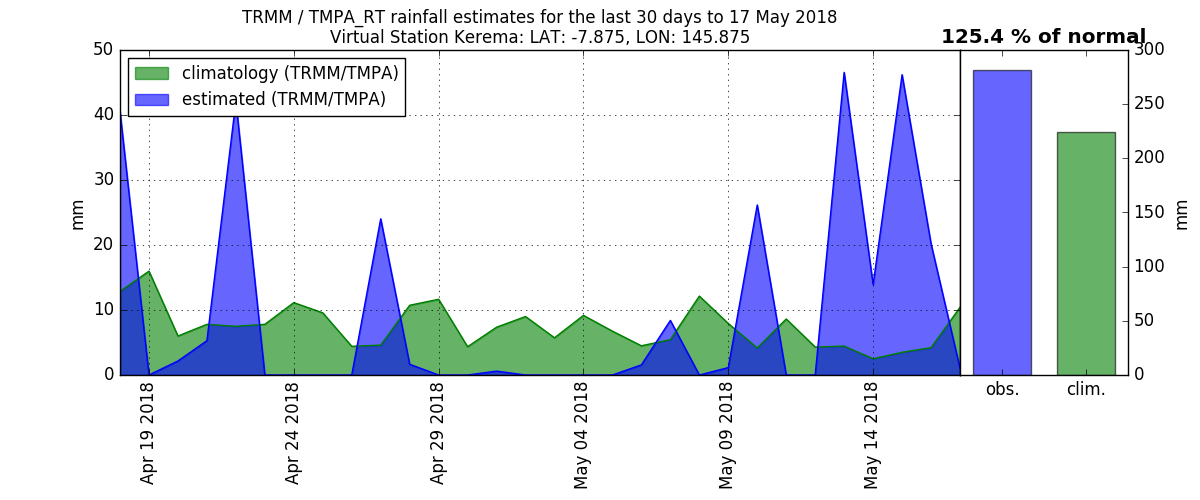 TRMM / TMPA_RT rainfall estimates for the last 30 days to 17 May 2018
Virtual Station Kerema: LAT: -7.875, LON: 145.875
125.4 % of normal
climatology (TRMM/TMPA)
estimated (TRMM/TMPA)
mm
50
40
30
20
10
0
Apr 19 2018
Apr 24 2018
Apr 29 2018
May 04 2018
May 09 2018
May 14 2018
300
250
200
150
100
50
0
mm
obs.
clim.